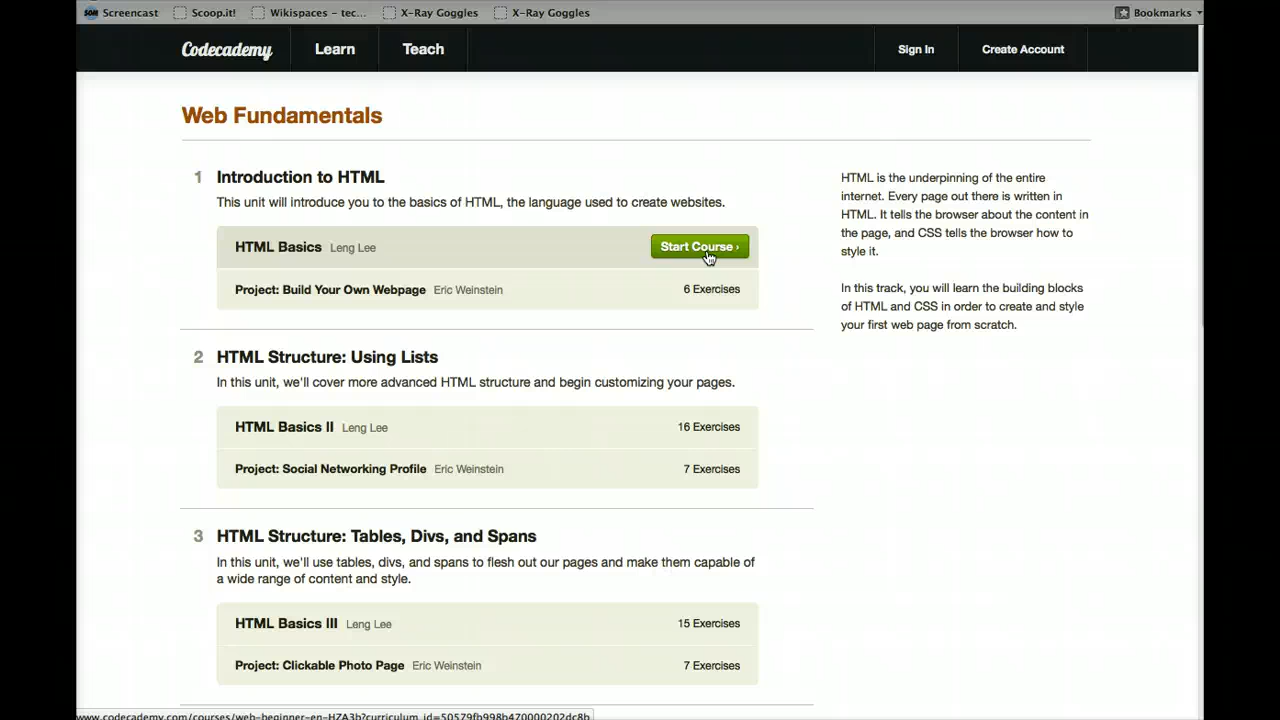 Screencast Scoop.it! Wikispaces – tec... X-Ray Goggles X-Ray Goggles Bookmarks
Codecademy Learn Teach Sign In Create Account
Web Fundamentals
1 Introduction to HTML
This unit will introduce you to the basics of HTML, the language used to create websites.
HTML Basics Leng Lee Start Course ›
Project: Build Your Own Webpage Eric Weinstein 6 Exercises
HTML is the underpinning of the entire
internet. Every page out there is written in
HTML. It tells the browser about the content in
the page, and CSS tells the browser how to
style it.
In this track, you will learn the building blocks
of HTML and CSS in order to create and style
your first web page from scratch.
2 HTML Structure: Using Lists
In this unit, we'll cover more advanced HTML structure and begin customizing your pages.
HTML Basics II Leng Lee 16 Exercises
Project: Social Networking Profile Eric Weinstein 7 Exercises
3 HTML Structure: Tables, Divs, and Spans
In this unit, we'll use tables, divs, and spans to flesh out our pages and make them capable of
a wide range of content and style.
HTML Basics III Leng Lee 15 Exercises
Project: Clickable Photo Page Eric Weinstein 7 Exercises
www.codecademy.com/courses/web-beginner-en-HZA3b?curriculum_id=50579fb998b470000202dc8b